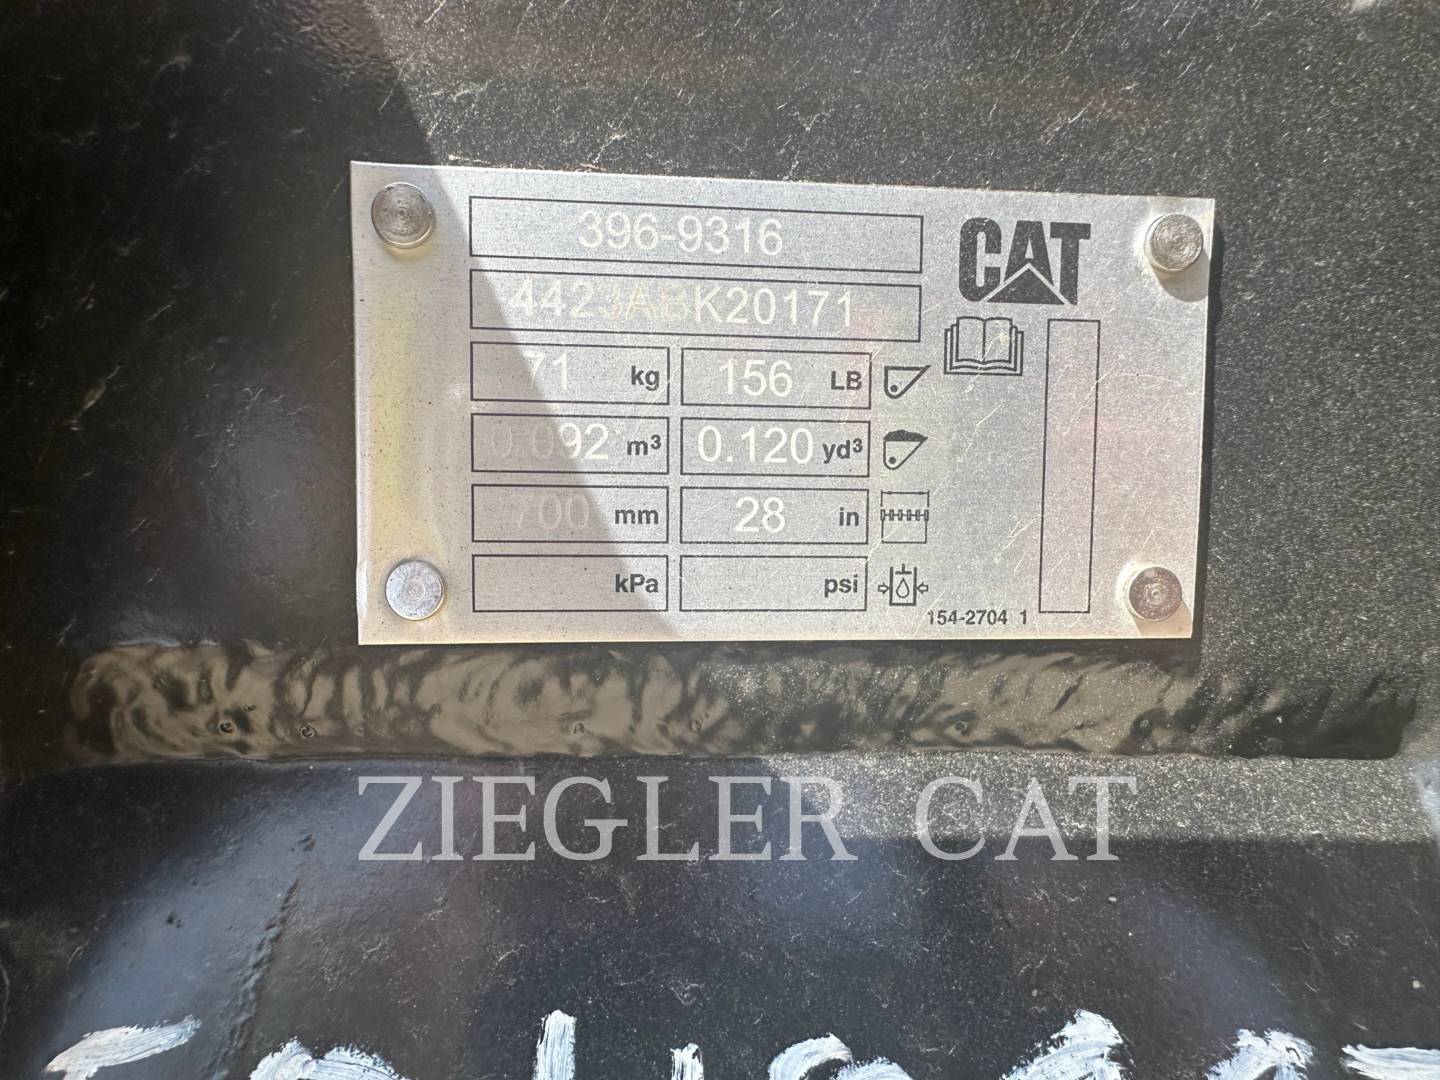 396-9316
CAT
4423ABK20171
71 kg 156 LB
0.092 m³ 0.120 yd³
700 mm 28 in
kPa psi
154-2704 1
ZIEGLER CAT